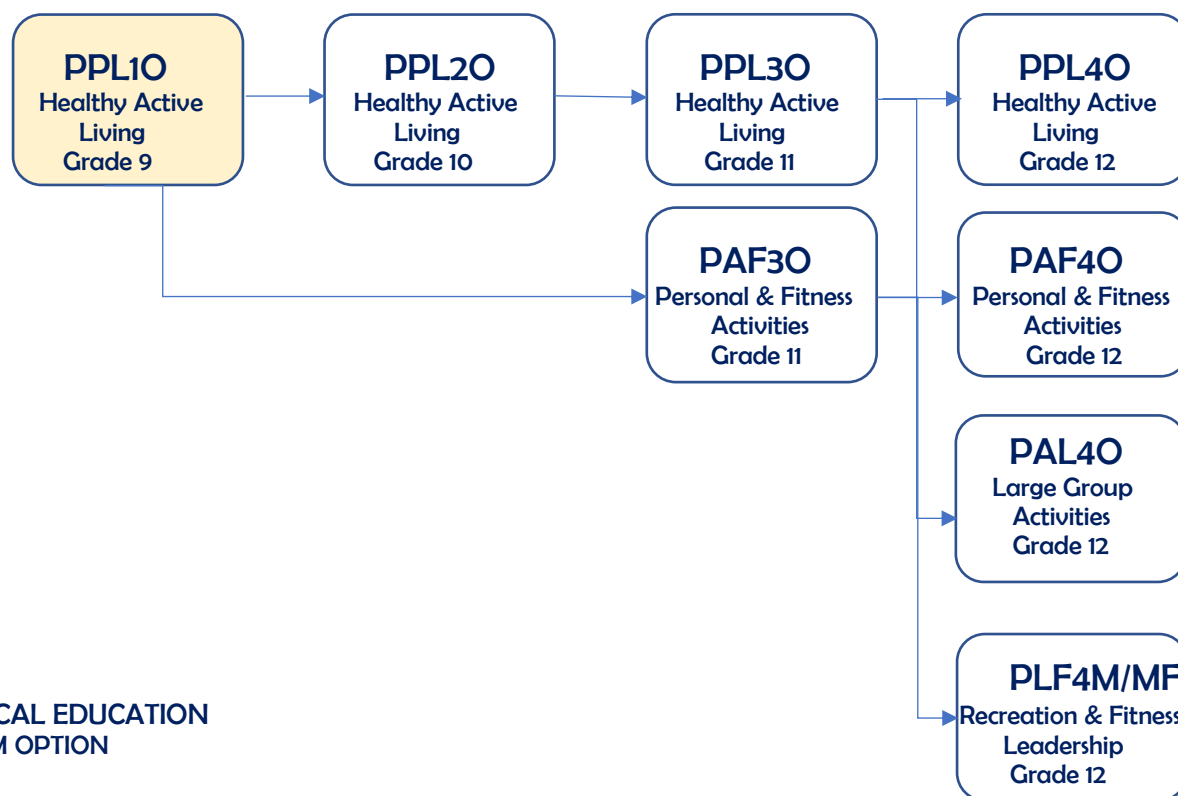 PPL1O
Healthy Active
Living
Grade 9
PPL2O
Healthy Active
Living
Grade 10
PPL3O
Healthy Active
Living
Grade 11
PPL4O
Healthy Active
Living
Grade 12
PAF3O
Personal & Fitness
Activities
Grade 11
PAF4O
Personal & Fitness
Activities
Grade 12
PAL4O
Large Group
Activities
Grade 12
PLF4M/MF
Recreation & Fitness
Leadership
Grade 12
CAL EDUCATION
M OPTION